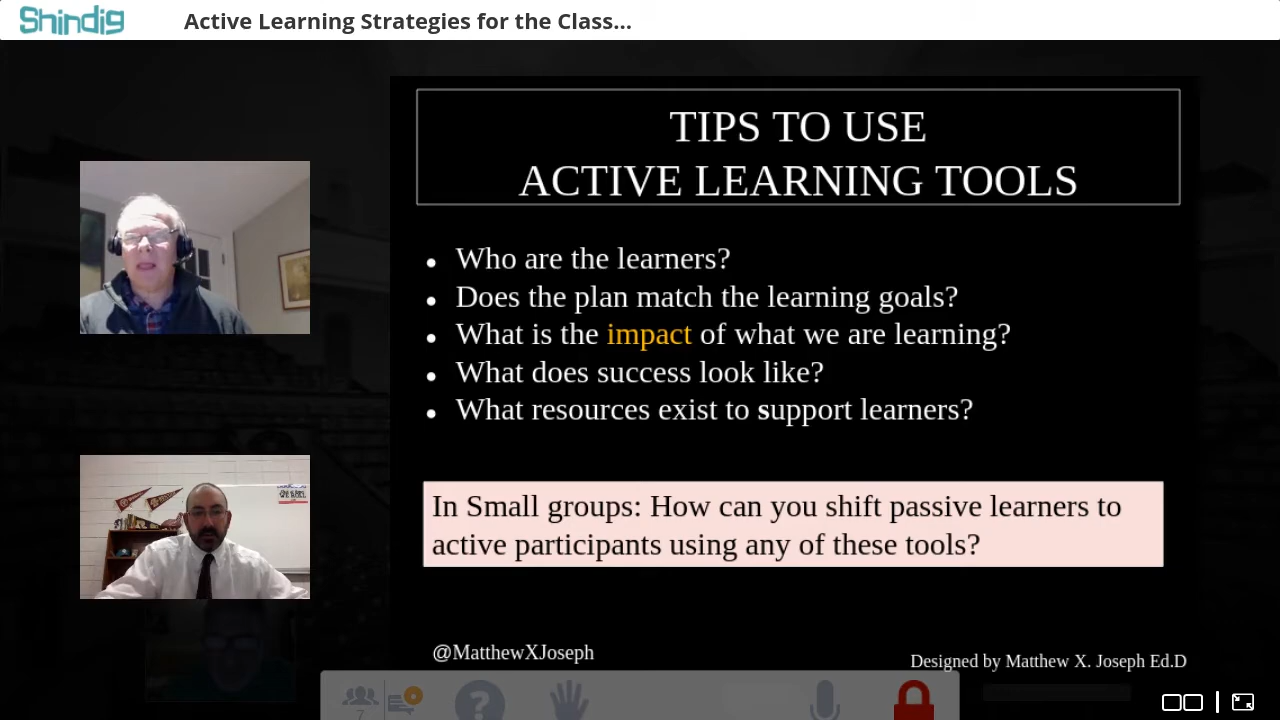 Shindig
Active Learning Strategies for the Class...
TIPS TO USE
ACTIVE LEARNING TOOLS
• Who are the learners?
• Does the plan match the learning goals?
• What is the impact of what we are learning?
• What does success look like?
• What resources exist to support learners?
In Small groups: How can you shift passive learners to
active participants using any of these tools?
@MatthewXJoseph
Designed by Matthew X. Joseph Ed.D
7